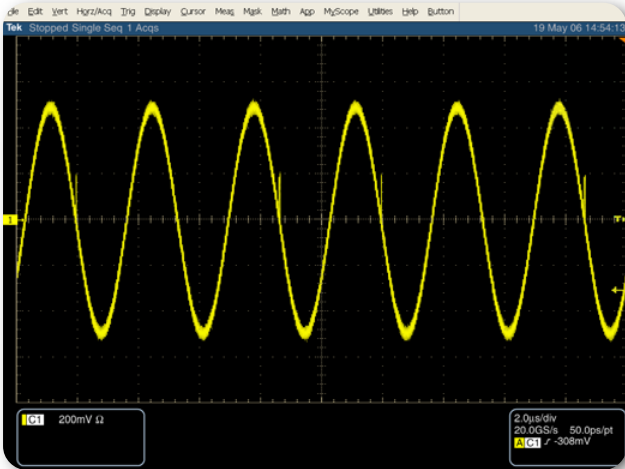 File Edit Vert Horz/Acq Trig Display Cursor Meas Mask Math App MyScope Utilities Help Button
Tek Stopped Single Seq 1 Acqs 19 May 06 14:54:13
1
T
C1 200mV Ω
2.0µs/div
20.0GS/s 50.0ps/pt
A C1 ∕ -308mV